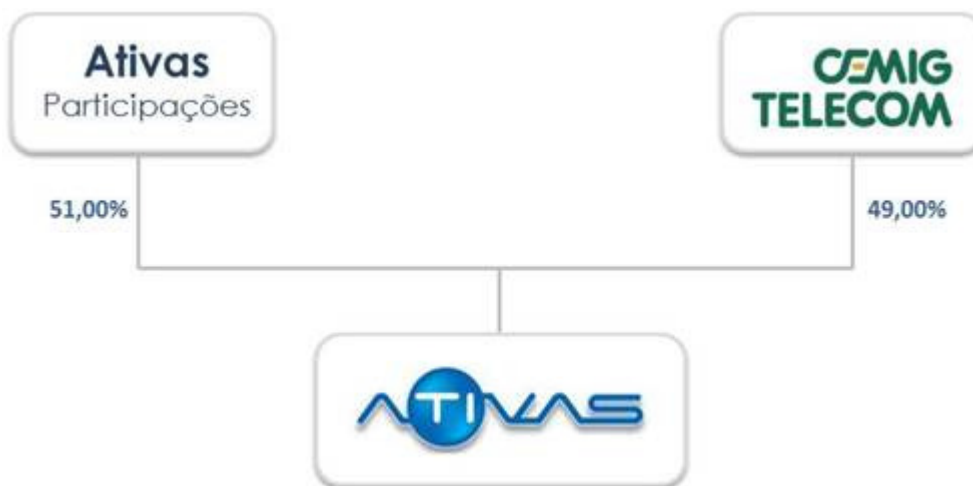 Ativas
Participações
CEMIG
TELECOM
51,00%
49,00%
ATIVAS